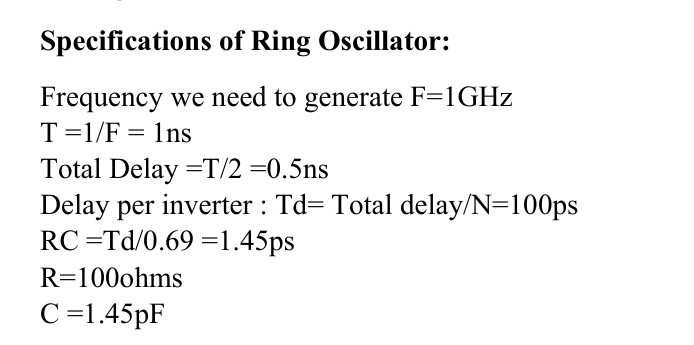 Specifications of Ring Oscillator:
Frequency we need to generate F=1GHz
T =1/F = 1ns
Total Delay =T/2 =0.5ns
Delay per inverter : Td= Total delay/N=100ps
RC =Td/0.69 =1.45ps
R=100ohms
C =1.45pF